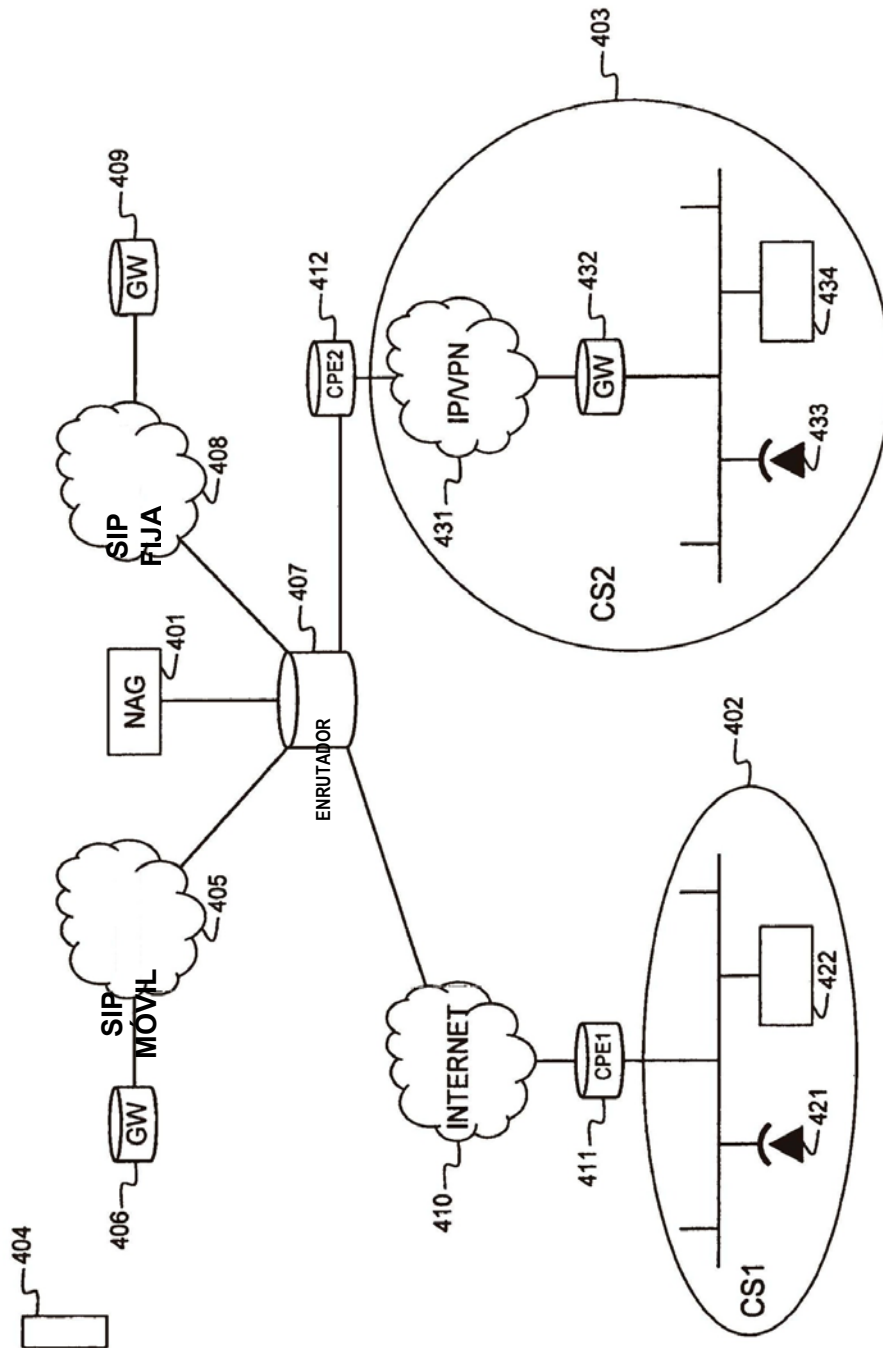 404
406
GW
SIP
MÓVIL
405
NAG
401
SIP
FIJA
408
GW
409
ENRUTADOR
407
CPE2
412
INTERNET
410
CPE1
411
402
CS1
421
422
403
IP/VPN
431
GW
432
CS2
433
434